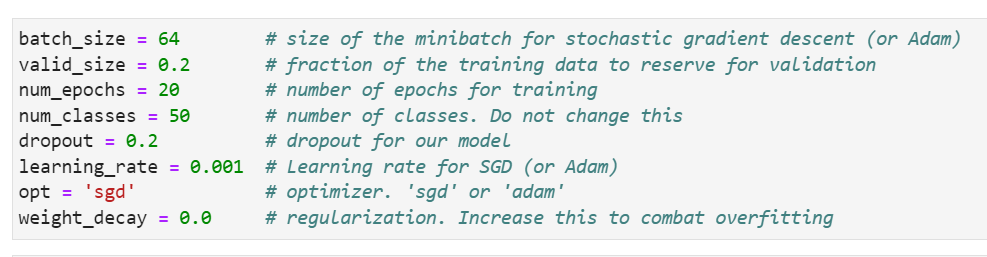 batch_size = 64 # size of the minibatch for stochastic gradient descent (or Adam)
valid_size = 0.2 # fraction of the training data to reserve for validation
num_epochs = 20 # number of epochs for training
num_classes = 50 # number of classes. Do not change this
dropout = 0.2 # dropout for our model
learning_rate = 0.001 # Learning rate for SGD (or Adam)
opt = 'sgd' # optimizer. 'sgd' or 'adam'
weight_decay = 0.0 # regularization. Increase this to combat overfitting